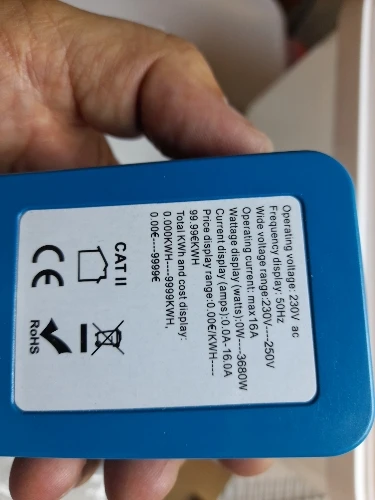 Operating voltage: 230V ac
Frequency display: 50Hz
Wide voltage range:230V----250V
Operating current: max16A
Wattage display (watts):0W----3680W
Current display (amps):0.0A-16.0A
Price display range:0.00€/KWH----
99.99€KWH
Total KWh and cost display:
0.000KWH----9999KWH,
0.00€----9999€
CAT II
CE
RoHS